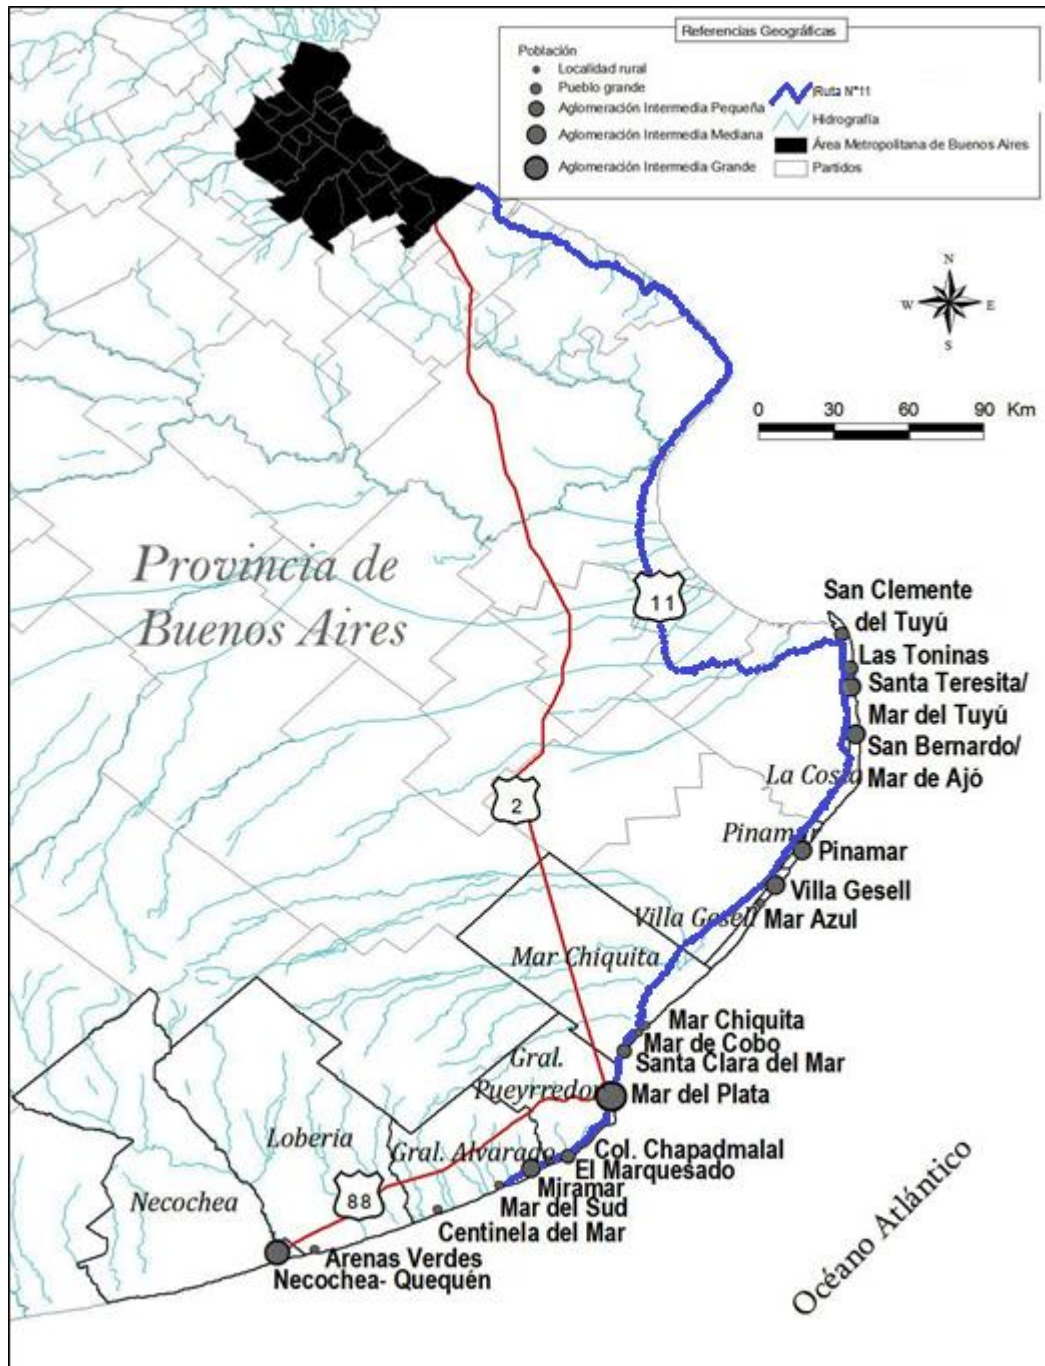 Referencias Geográficas
Población
Localidad rural
Pueblo grande
Aglomeración Intermedia Pequeña
Aglomeración Intermedia Mediana
Aglomeración Intermedia Grande
Ruta N°11
Hidrografía
Área Metropolitana de Buenos Aires
Partidos
N
W E
S
0 30 60 90 Km
Provincia de
Buenos Aires
11
San Clemente
del Tuyú
Las Toninas
Santa Teresita/
Mar del Tuyú
San Bernardo/
Mar de Ajó
La Costa
2
Pinamar
Pinamar
Villa Gesell
Villa Gesell
Mar Azul
Mar Chiquita
Mar Chiquita
Mar de Cobo
Santa Clara del Mar
Gral.
Pueyrredon
Mar del Plata
Lobería
Gral. Alvarado
Col. Chapadmalal
El Marquesado
Miramar
Mar del Sud
Centinela del Mar
Necochea
88
Arenas Verdes
Necochea- Quequén
Océano Atlántico